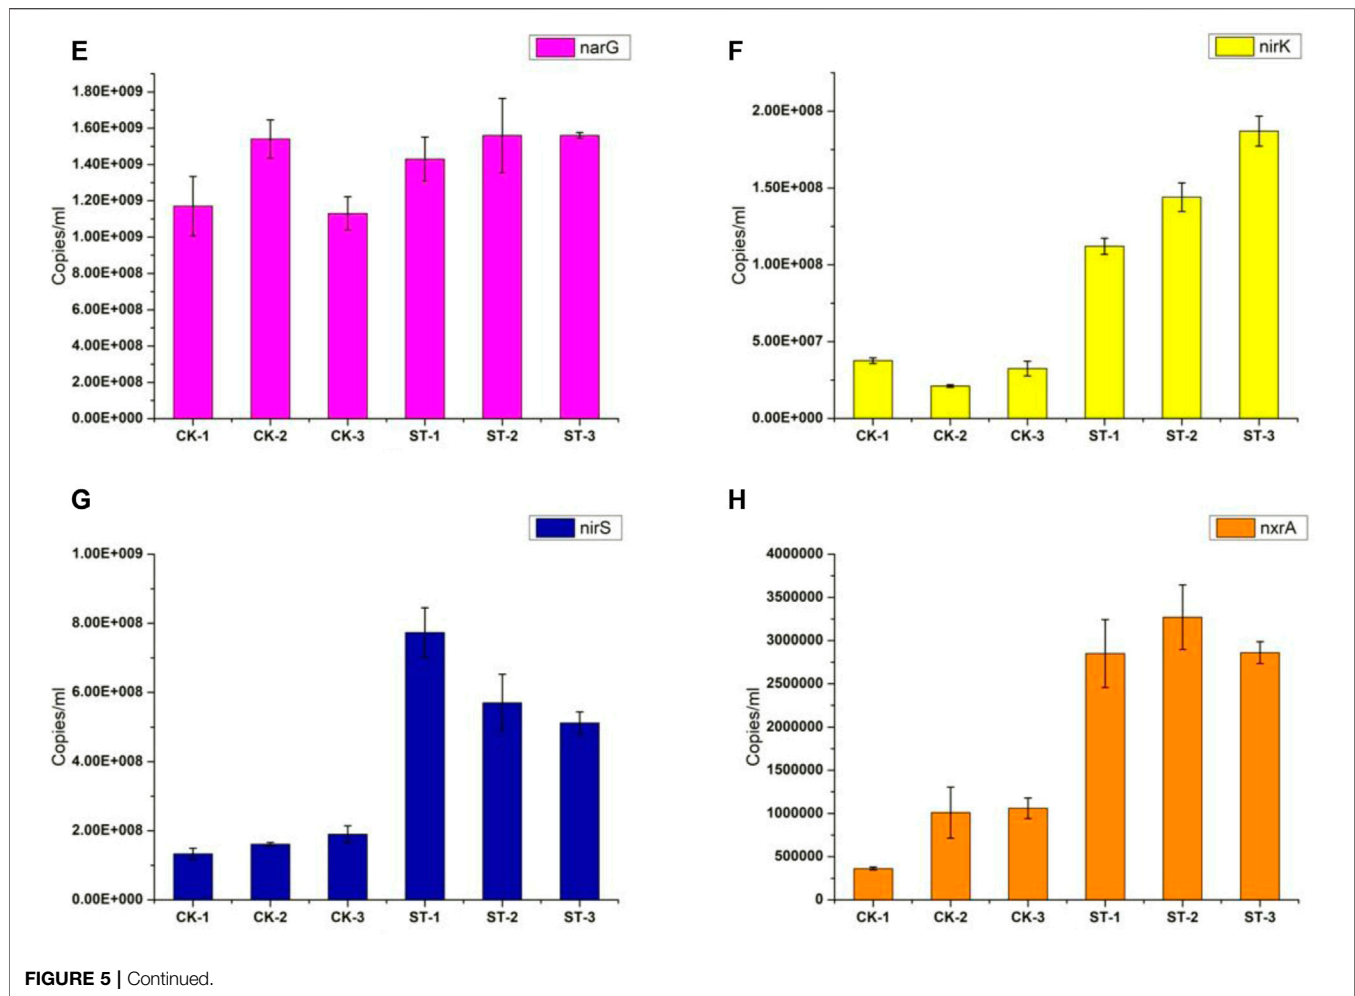 E
narG
1.80E+009
1.60E+009
1.40E+009
1.20E+009
1.00E+009
8.00E+008
6.00E+008
4.00E+008
2.00E+008
0.00E+000
Copies/ml
CK-1 CK-2 CK-3 ST-1 ST-2 ST-3
F
nirK
2.00E+008
1.50E+008
1.00E+008
5.00E+007
0.00E+000
Copies/ml
CK-1 CK-2 CK-3 ST-1 ST-2 ST-3
G
nirS
1.00E+009
8.00E+008
6.00E+008
4.00E+008
2.00E+008
0.00E+000
Copies/ml
CK-1 CK-2 CK-3 ST-1 ST-2 ST-3
H
nxrA
4000000
3500000
3000000
2500000
2000000
1500000
1000000
500000
0
Copies/ml
CK-1 CK-2 CK-3 ST-1 ST-2 ST-3
FIGURE 5 | Continued.